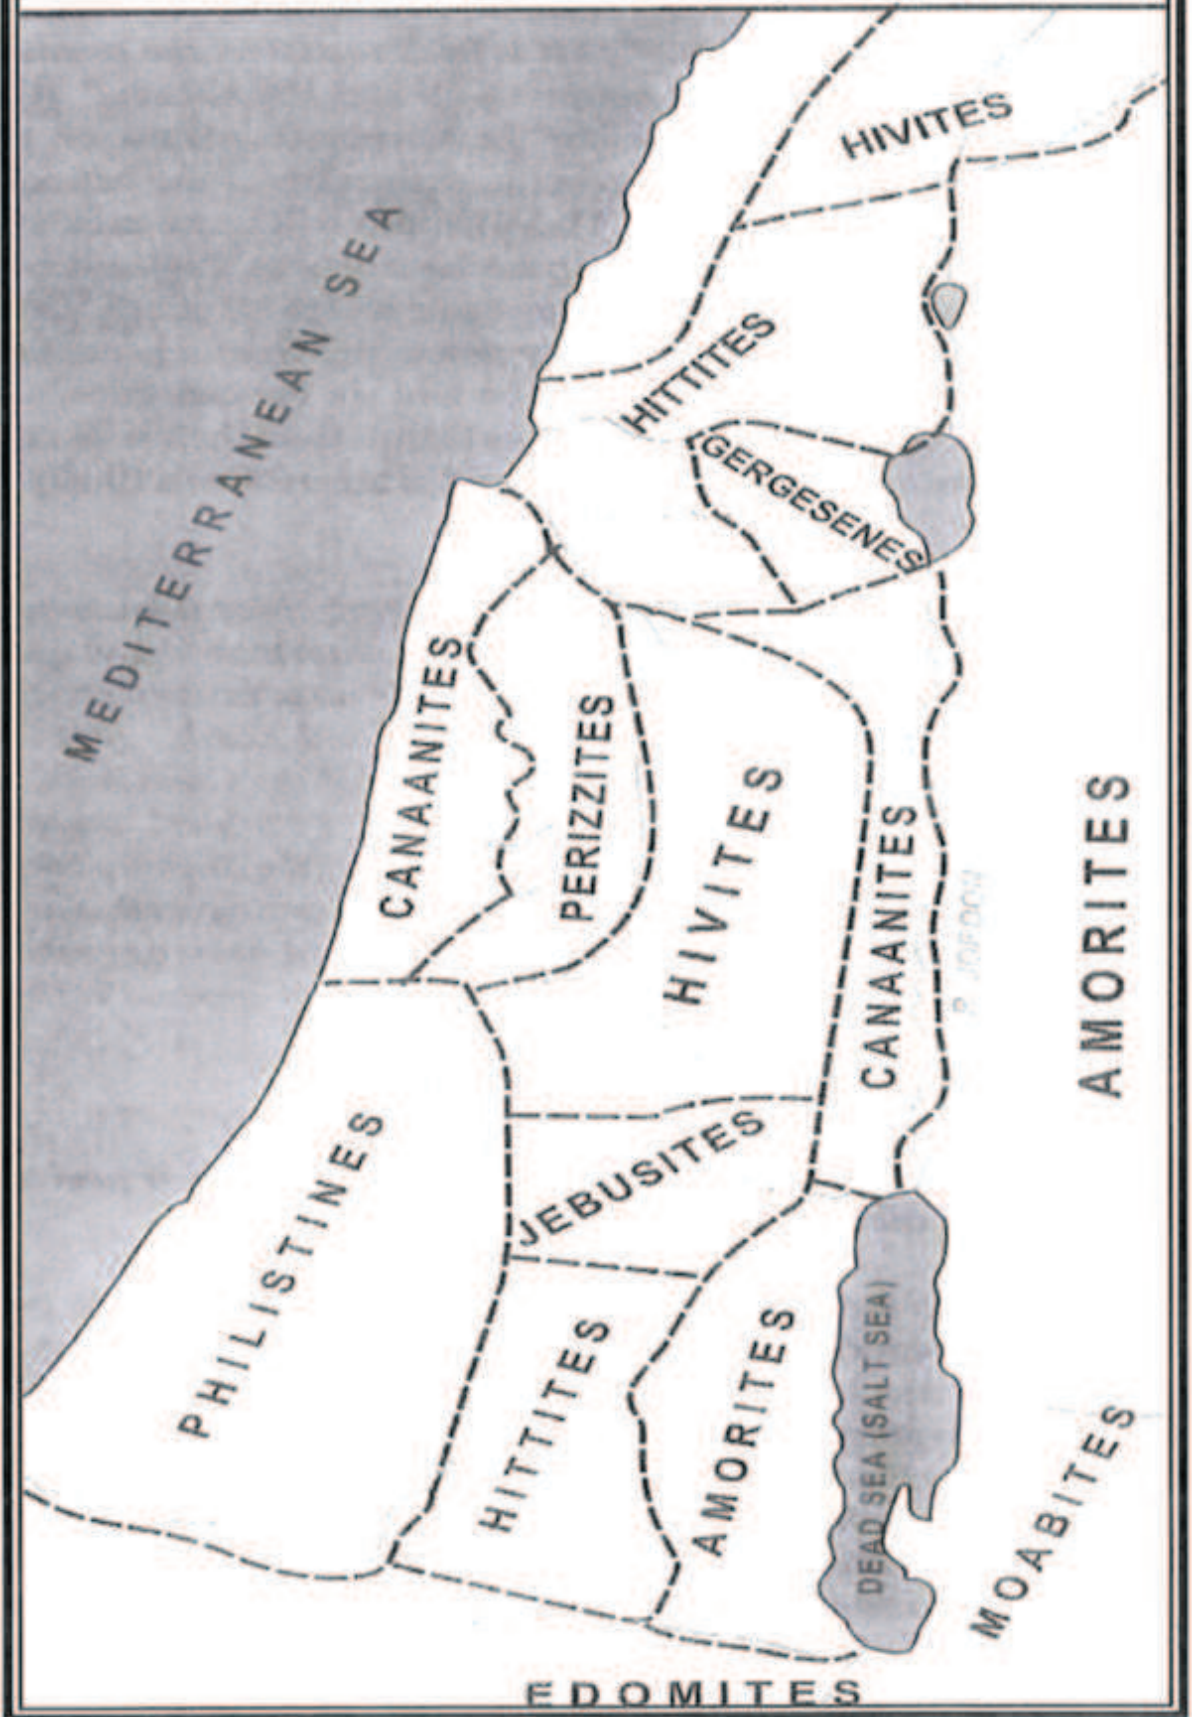 HIVITES
MEDITERRANEAN SEA
HITTITES
GERGESENES
CANAANITES
PERIZZITES
HIVITES
CANAANITES
AMORITES
JEBUSITES
PHILISTINES
HITTITES
AMORITES
DEAD SEA (SALT SEA)
MOABITES
EDOMITES